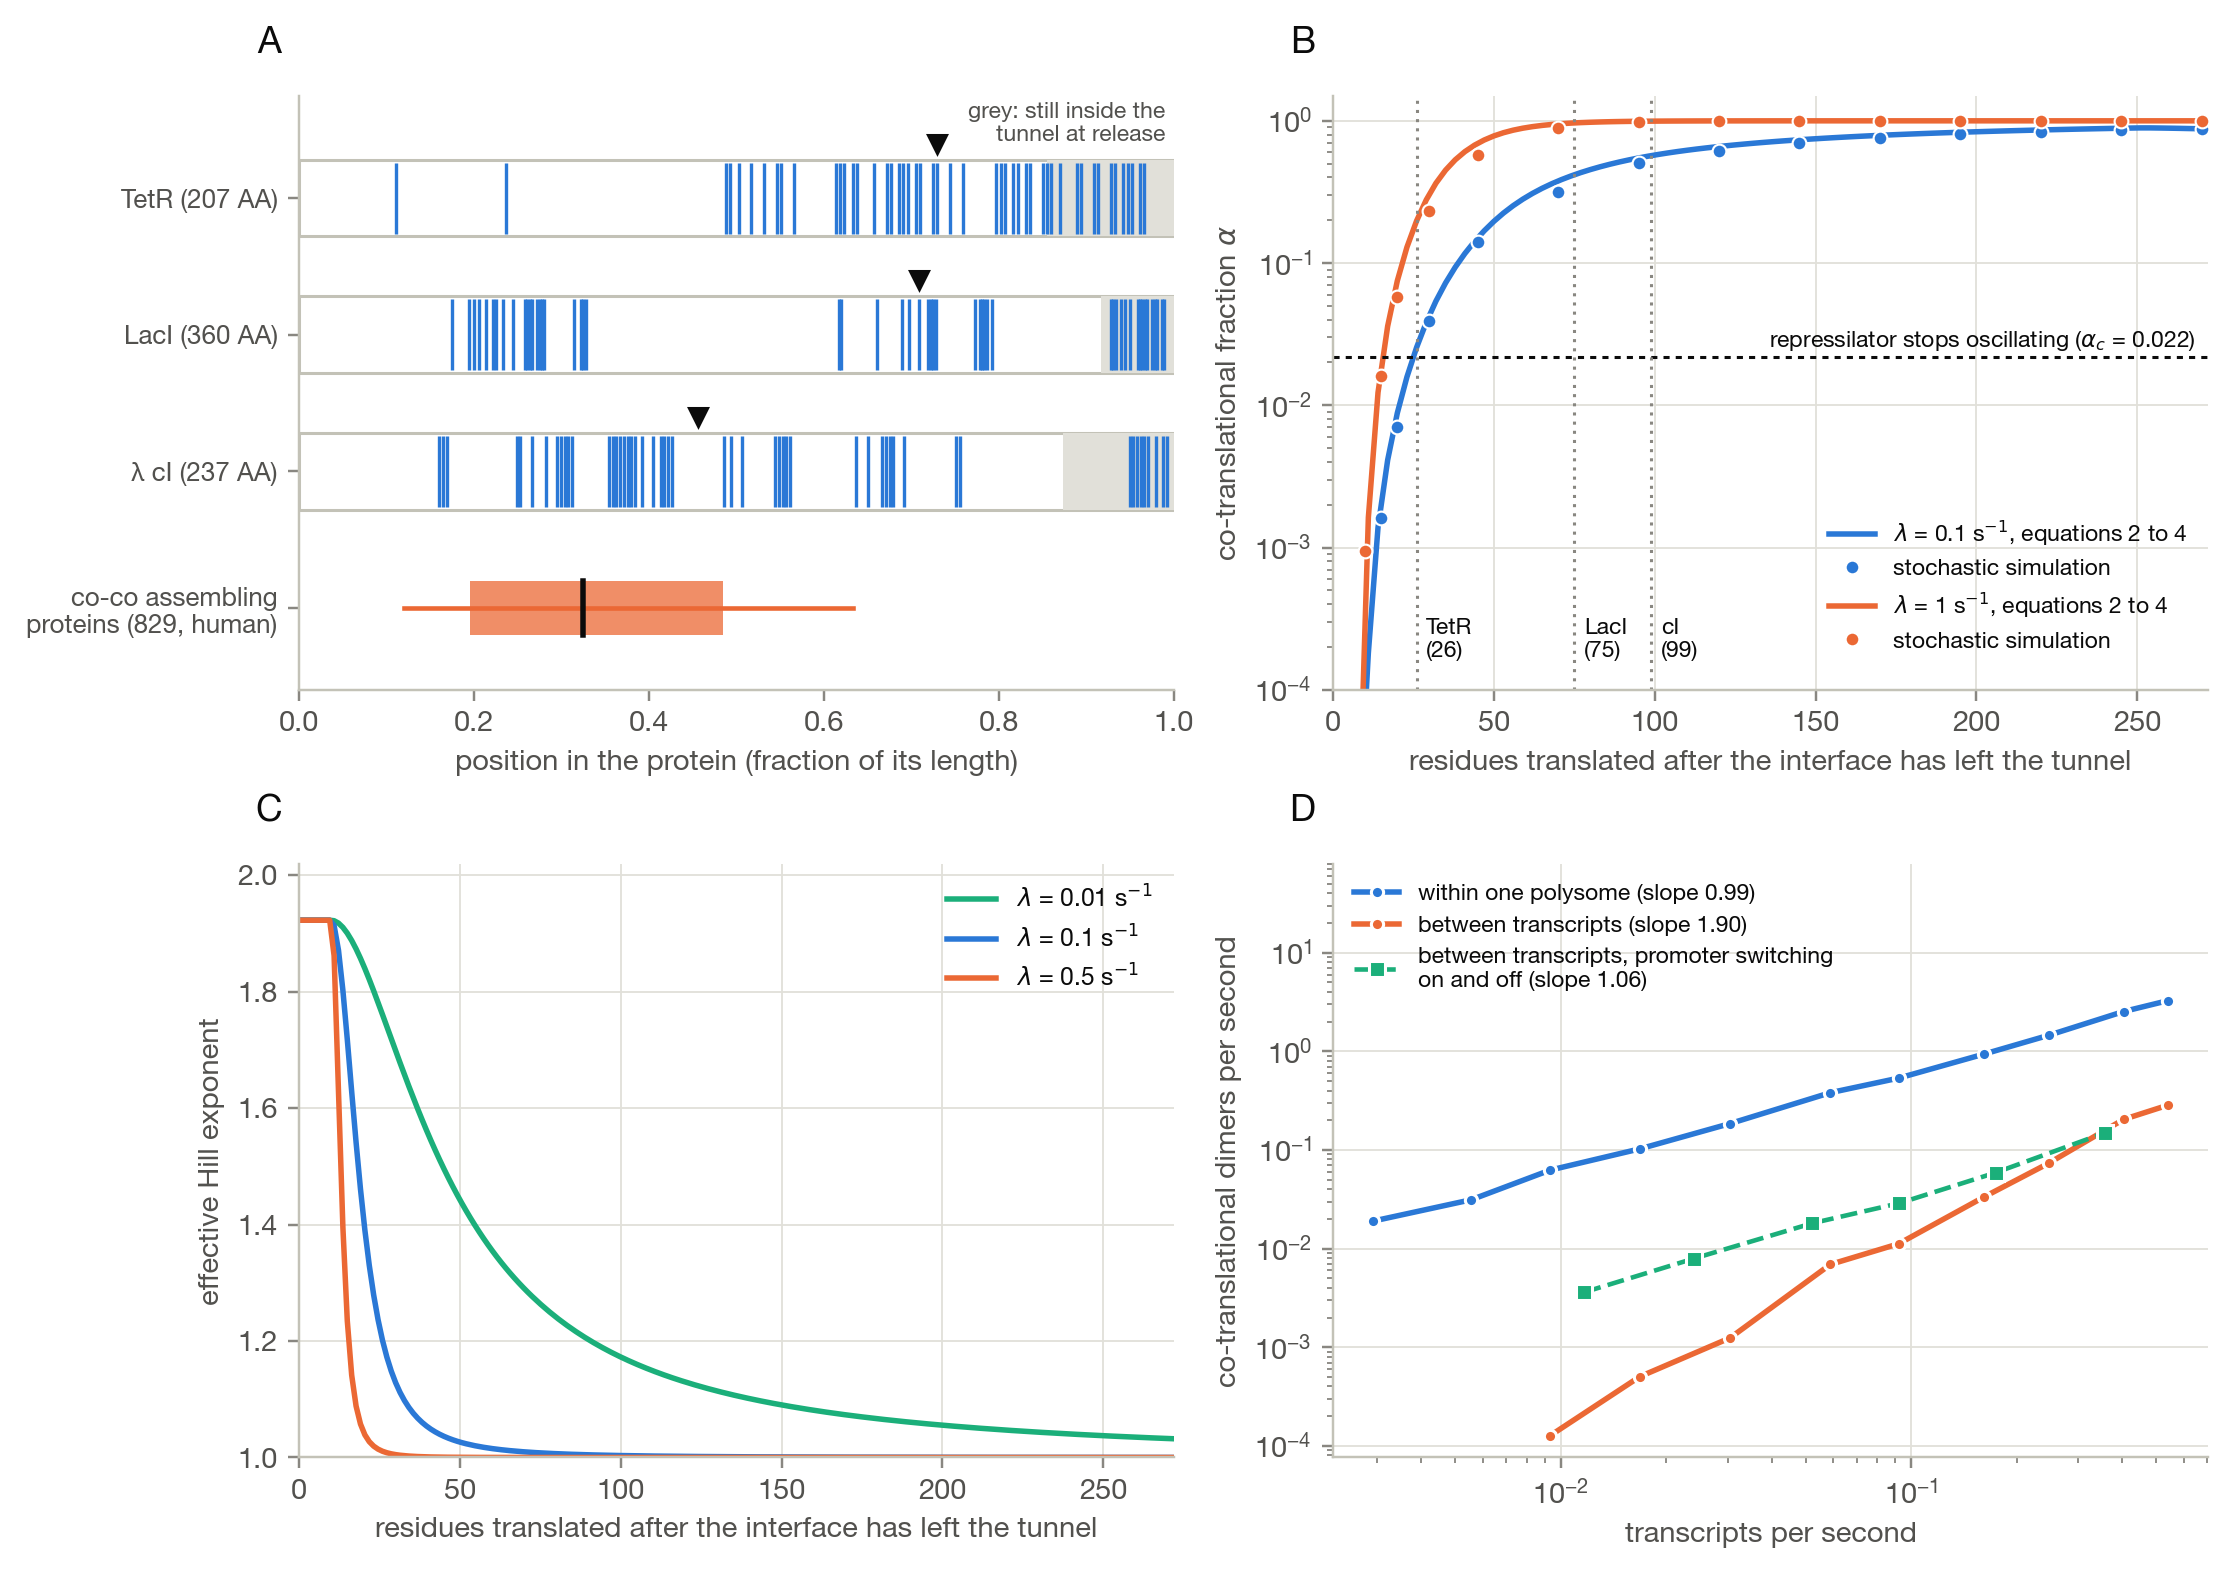 A
grey: still inside the
tunnel at release
TetR (207 AA)
LacI (360 AA)
λ cI (237 AA)
co-co assembling
proteins (829, human)
0.0 0.2 0.4 0.6 0.8 1.0
position in the protein (fraction of its length)
B
co-translational fraction α
10⁰
10⁻¹
10⁻²
10⁻³
10⁻⁴
repressilator stops oscillating (α_c = 0.022)
λ = 0.1 s⁻¹, equations 2 to 4
stochastic simulation
λ = 1 s⁻¹, equations 2 to 4
stochastic simulation
TetR
(26)
LacI
(75)
cI
(99)
0 50 100 150 200 250
residues translated after the interface has left the tunnel
C
effective Hill exponent
2.0
1.8
1.6
1.4
1.2
1.0
λ = 0.01 s⁻¹
λ = 0.1 s⁻¹
λ = 0.5 s⁻¹
0 50 100 150 200 250
residues translated after the interface has left the tunnel
D
co-translational dimers per second
within one polysome (slope 0.99)
between transcripts (slope 1.90)
between transcripts, promoter switching
on and off (slope 1.06)
10¹
10⁰
10⁻¹
10⁻²
10⁻³
10⁻⁴
10⁻² 10⁻¹
transcripts per second